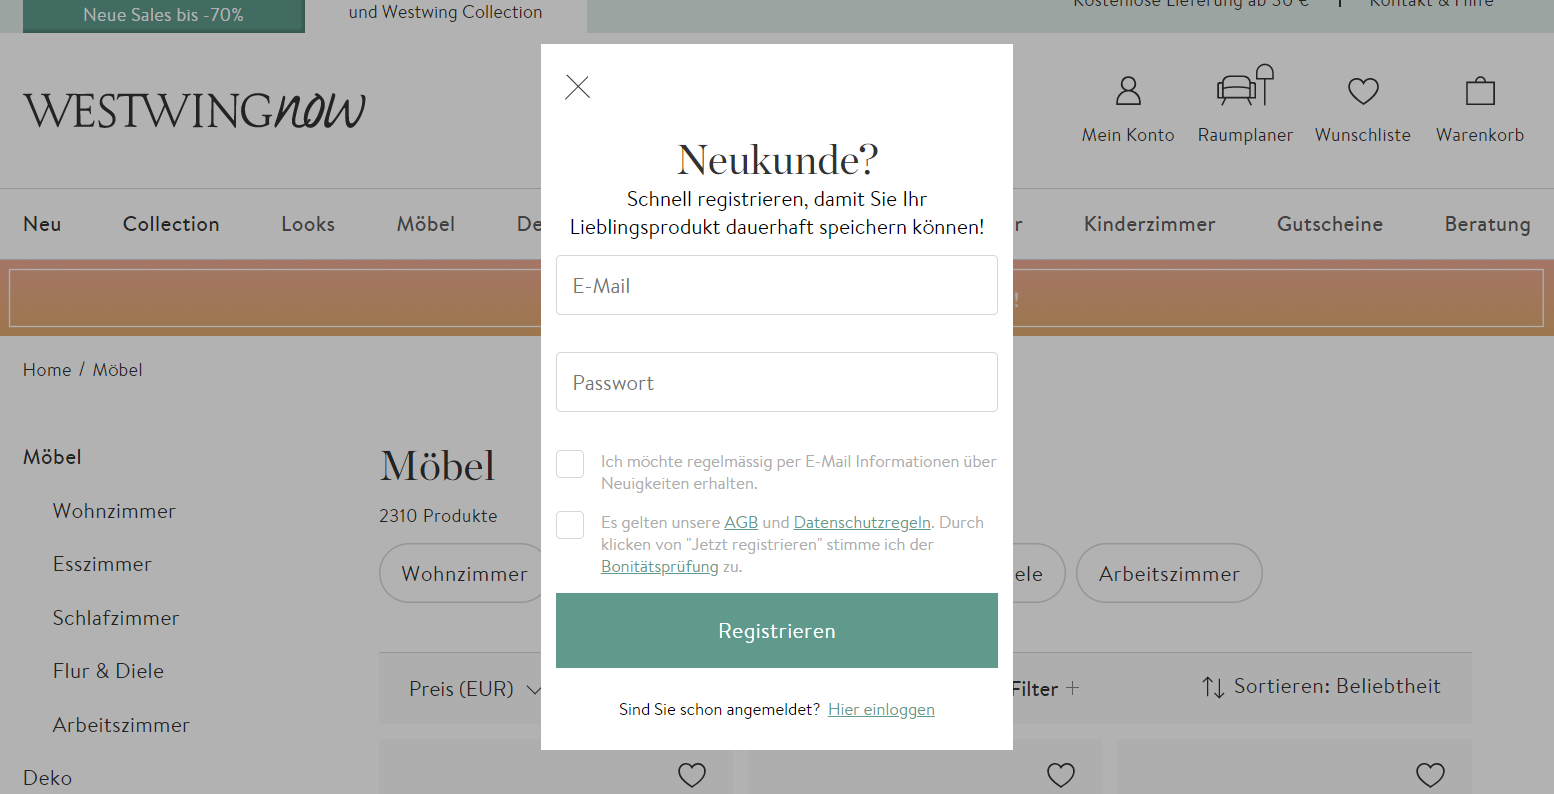 Neue Sales bis -70%
und Westwing Collection
Kostenlose Lieferung ab 30 €
Kontakt & Hilfe
WESTWINGnow
Mein Konto
Raumplaner
Wunschliste
Warenkorb
Neu
Collection
Looks
Möbel
De
r
Kinderzimmer
Gutscheine
Beratung
!
Home / Möbel
Möbel
Wohnzimmer
Esszimmer
Schlafzimmer
Flur & Diele
Arbeitszimmer
Deko
Möbel
2310 Produkte
Wohnzimmer
ele
Arbeitszimmer
Preis (EUR)
Filter
Sortieren: Beliebtheit
Neukunde?
Schnell registrieren, damit Sie Ihr
Lieblingsprodukt dauerhaft speichern können!
E-Mail
Passwort
Ich möchte regelmässig per E-Mail Informationen über
Neuigkeiten erhalten.
Es gelten unsere AGB und Datenschutzregeln. Durch
klicken von "Jetzt registrieren" stimme ich der
Bonitätsprüfung zu.
Registrieren
Sind Sie schon angemeldet? Hier einloggen